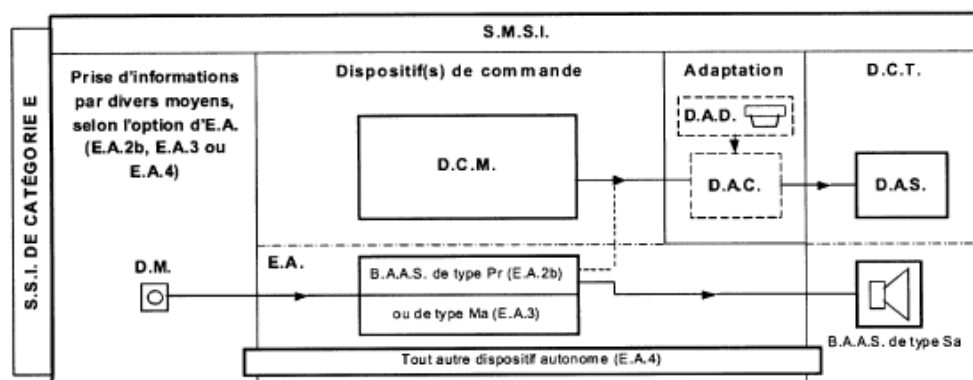 S.S.I. DE CATÉGORIE E
S.M.S.I.
Prise d'informations
par divers moyens,
selon l'option d'E.A.
(E.A.2b, E.A.3 ou
E.A.4)
Dispositif(s) de commande
Adaptation
D.C.T.
D.A.D.
D.C.M.
D.A.C.
D.A.S.
D.M.
E.A.
B.A.A.S. de type Pr (E.A.2b)
ou de type Ma (E.A.3)
B.A.A.S. de type Sa
Tout autre dispositif autonome (E.A.4)